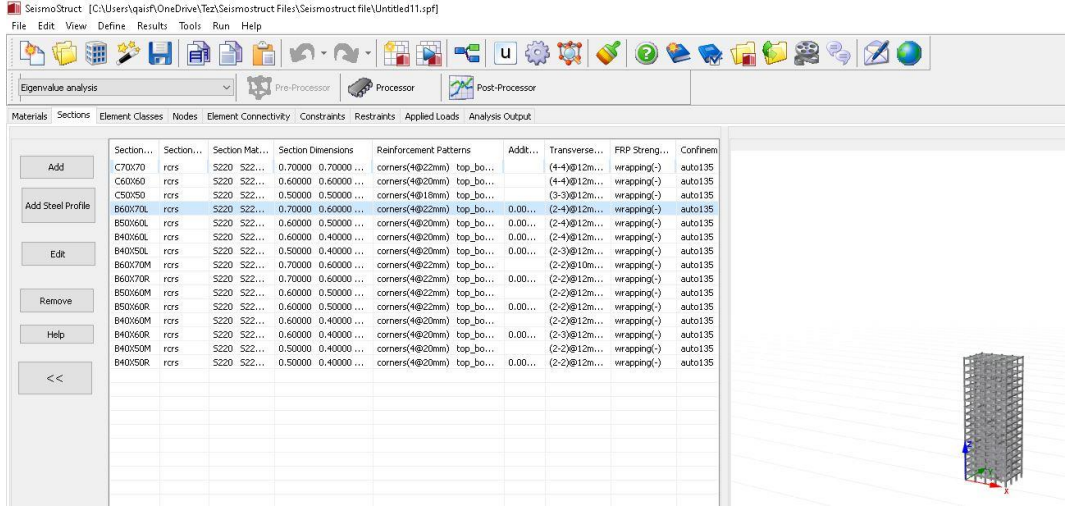 SeismoStruct [C:\Users\qaisf\OneDrive\Tez\Seismostruct Files\Seismostruct file\Untitled11.spf]
File Edit View Define Results Tools Run Help
u
Eigenvalue analysis Pre-Processor Processor Post-Processor
Materials Sections Element Classes Nodes Element Connectivity Constraints Restraints Applied Loads Analysis Output
Section... Section... Section Mat... Section Dimensions Reinforcement Patterns Addit... Transverse... FRP Streng... Confinem
C70X70 rcrs S220 S22... 0.70000 0.70000 ... corners(4@22mm) top_bo... (4-4)@12m... wrapping(-) auto135
C60X60 rcrs S220 S22... 0.60000 0.60000 ... corners(4@20mm) top_bo... (4-4)@12m... wrapping(-) auto135
C50X50 rcrs S220 S22... 0.50000 0.50000 ... corners(4@18mm) top_bo... (3-3)@12m... wrapping(-) auto135
B60X70L rcrs S220 S22... 0.70000 0.60000 ... corners(4@22mm) top_bo... 0.00... (2-4)@12m... wrapping(-) auto135
B50X60L rcrs S220 S22... 0.60000 0.50000 ... corners(4@20mm) top_bo... 0.00... (2-4)@12m... wrapping(-) auto135
B40X60L rcrs S220 S22... 0.60000 0.40000 ... corners(4@20mm) top_bo... 0.00... (2-4)@12m... wrapping(-) auto135
B40X50L rcrs S220 S22... 0.50000 0.40000 ... corners(4@20mm) top_bo... 0.00... (2-3)@12m... wrapping(-) auto135
B60X70M rcrs S220 S22... 0.70000 0.60000 ... corners(4@22mm) top_bo... (2-2)@10m... wrapping(-) auto135
B60X70R rcrs S220 S22... 0.70000 0.60000 ... corners(4@22mm) top_bo... 0.00... (2-2)@12m... wrapping(-) auto135
B50X60M rcrs S220 S22... 0.60000 0.50000 ... corners(4@22mm) top_bo... (2-2)@12m... wrapping(-) auto135
B50X60R rcrs S220 S22... 0.60000 0.50000 ... corners(4@22mm) top_bo... 0.00... (2-2)@12m... wrapping(-) auto135
B40X60M rcrs S220 S22... 0.60000 0.40000 ... corners(4@20mm) top_bo... (2-2)@12m... wrapping(-) auto135
B40X60R rcrs S220 S22... 0.60000 0.40000 ... corners(4@20mm) top_bo... 0.00... (2-3)@12m... wrapping(-) auto135
B40X50M rcrs S220 S22... 0.50000 0.40000 ... corners(4@20mm) top_bo... (2-2)@12m... wrapping(-) auto135
B40X50R rcrs S220 S22... 0.50000 0.40000 ... corners(4@20mm) top_bo... 0.00... (2-2)@12m... wrapping(-) auto135
Add
Add Steel Profile
Edit
Remove
Help
<<
Z
Y
X